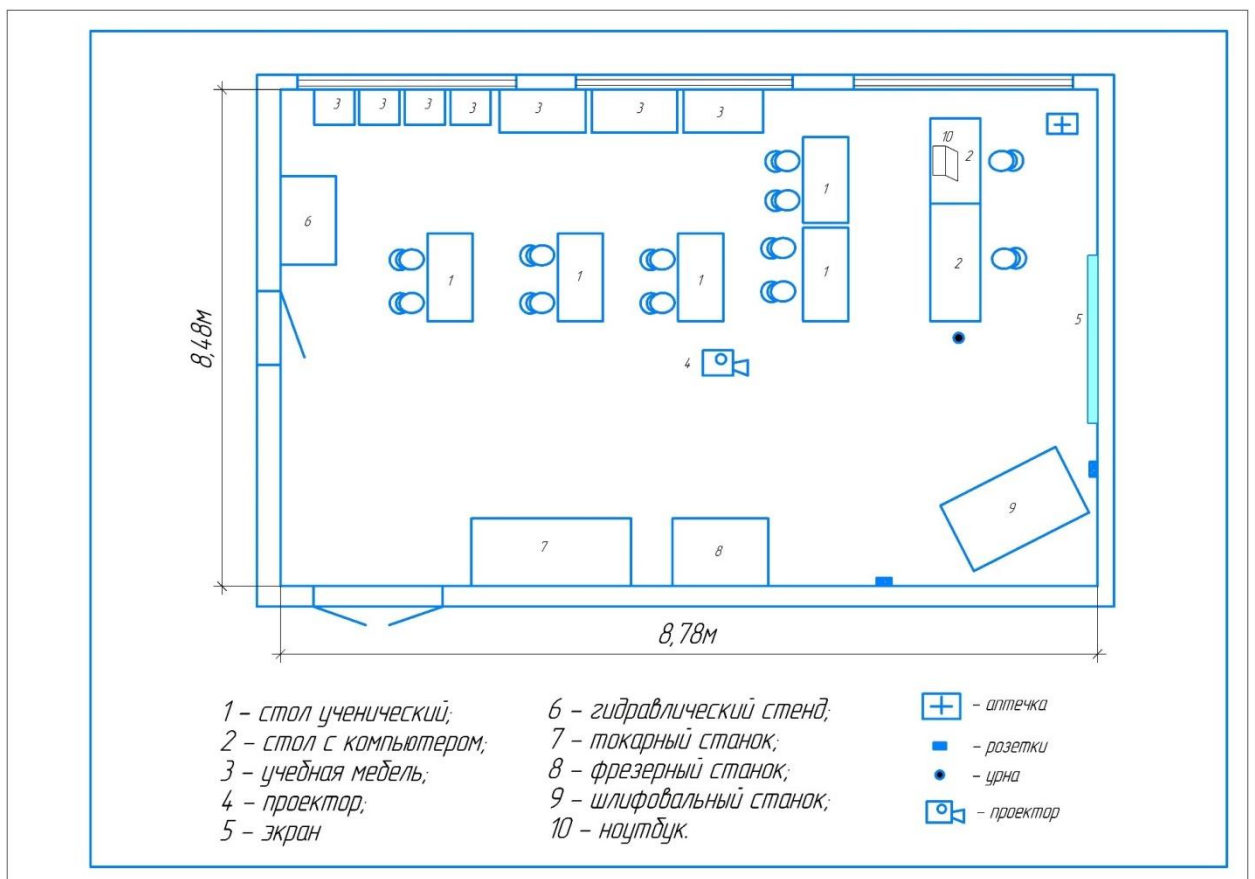 3 3 3 3 3 3 3
10
2
1
6
1 1 1 1 2
5
8,48м
4
9
7 8
8,78м
1 – стол ученический;
2 – стол с компьютером;
3 – учебная мебель;
4 – проектор;
5 – экран
6 – гидравлический стенд;
7 – токарный станок;
8 – фрезерный станок;
9 – шлифовальный станок;
10 – ноутбук.
– аптечка
– розетки
– урна
– проектор